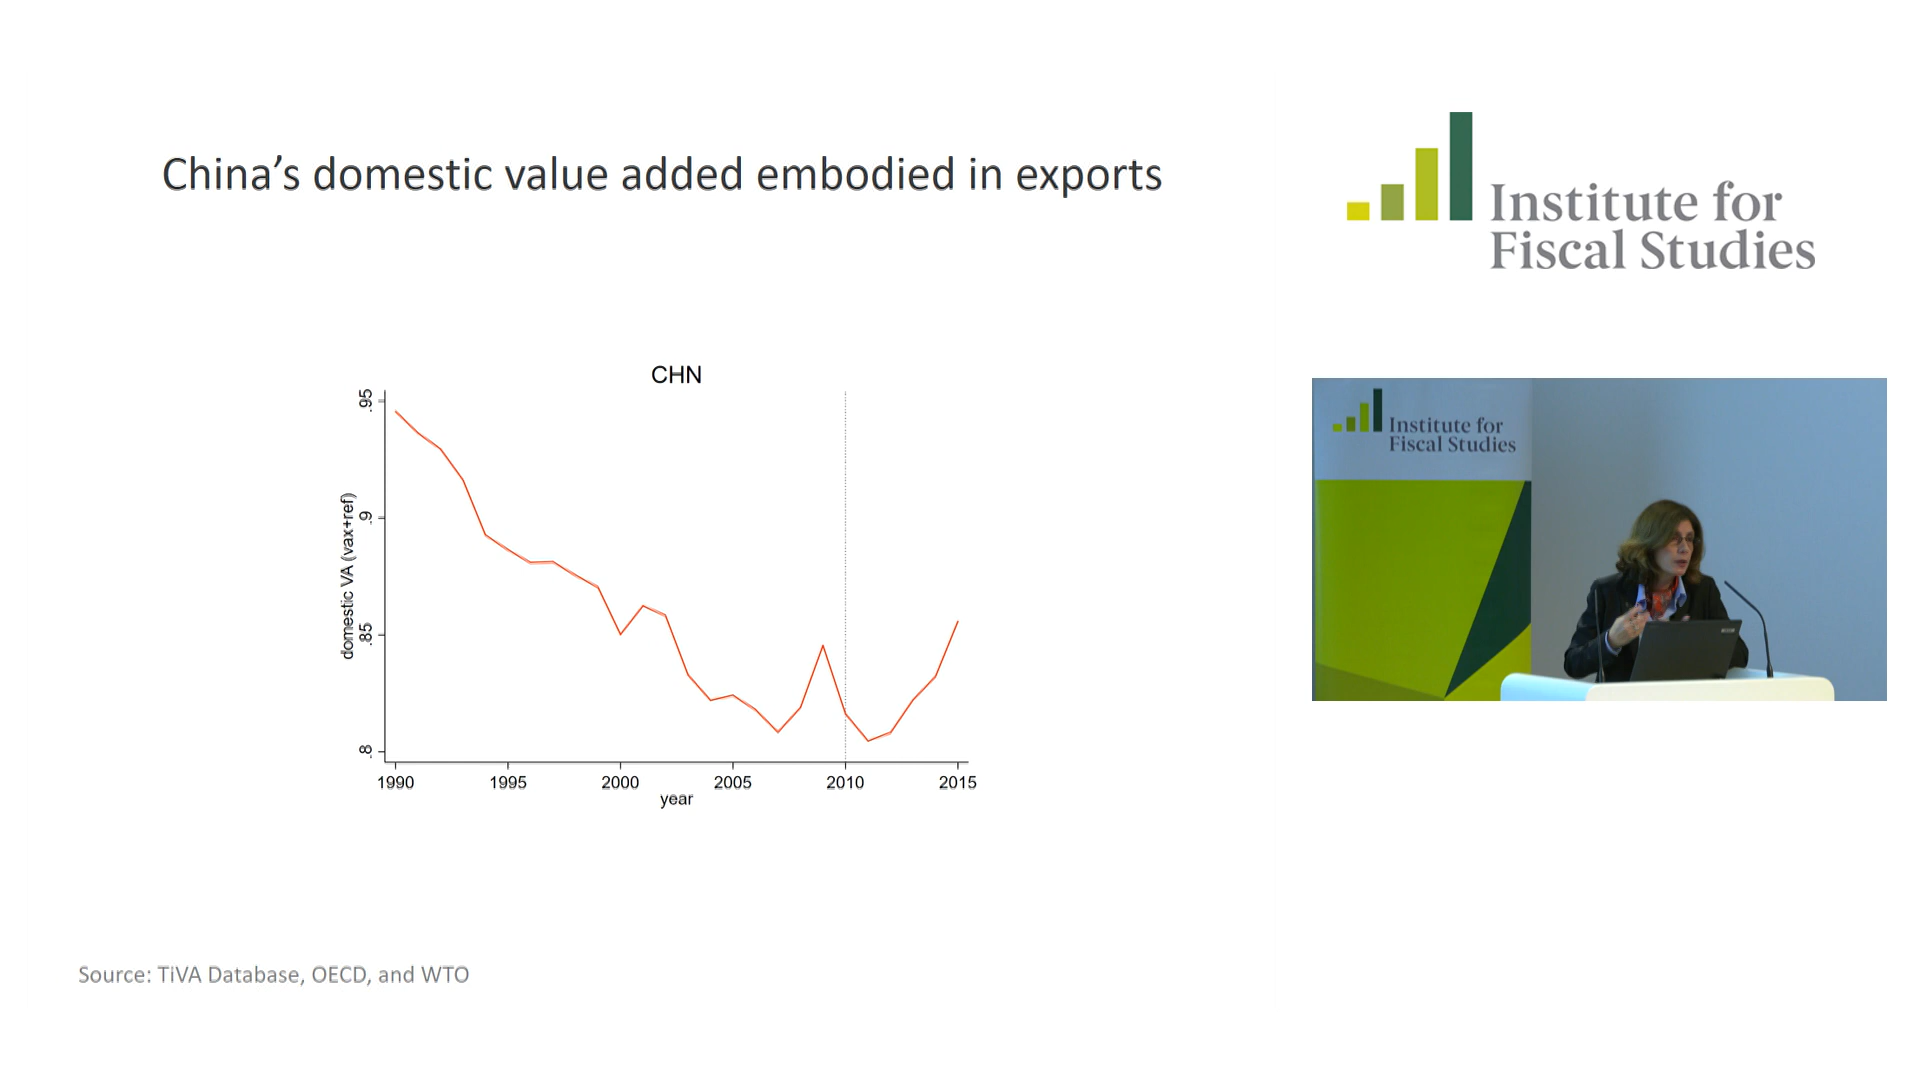 China’s domestic value added embodied in exports
Institute for
Fiscal Studies
CHN
.95
.9
.85
.8
domestic VA (vax+ref)
1990 1995 2000 2005 2010 2015
year
Institute for
Fiscal Studies
Source: TiVA Database, OECD, and WTO